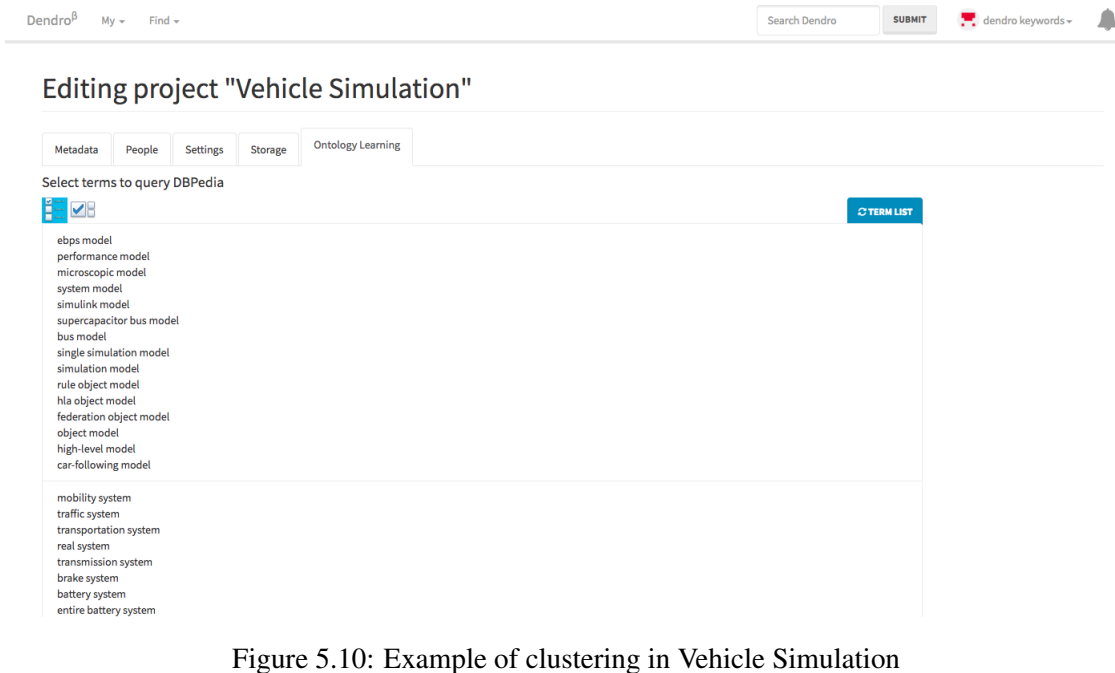 Dendroβ My Find Search Dendro SUBMIT dendro keywords
Editing project "Vehicle Simulation"
Metadata People Settings Storage Ontology Learning
Select terms to query DBPedia
TERM LIST
ebps model
performance model
microscopic model
system model
simulink model
supercapacitor bus model
bus model
single simulation model
simulation model
rule object model
hla object model
federation object model
object model
high-level model
car-following model
mobility system
traffic system
transportation system
real system
transmission system
brake system
battery system
entire battery system
Figure 5.10: Example of clustering in Vehicle Simulation